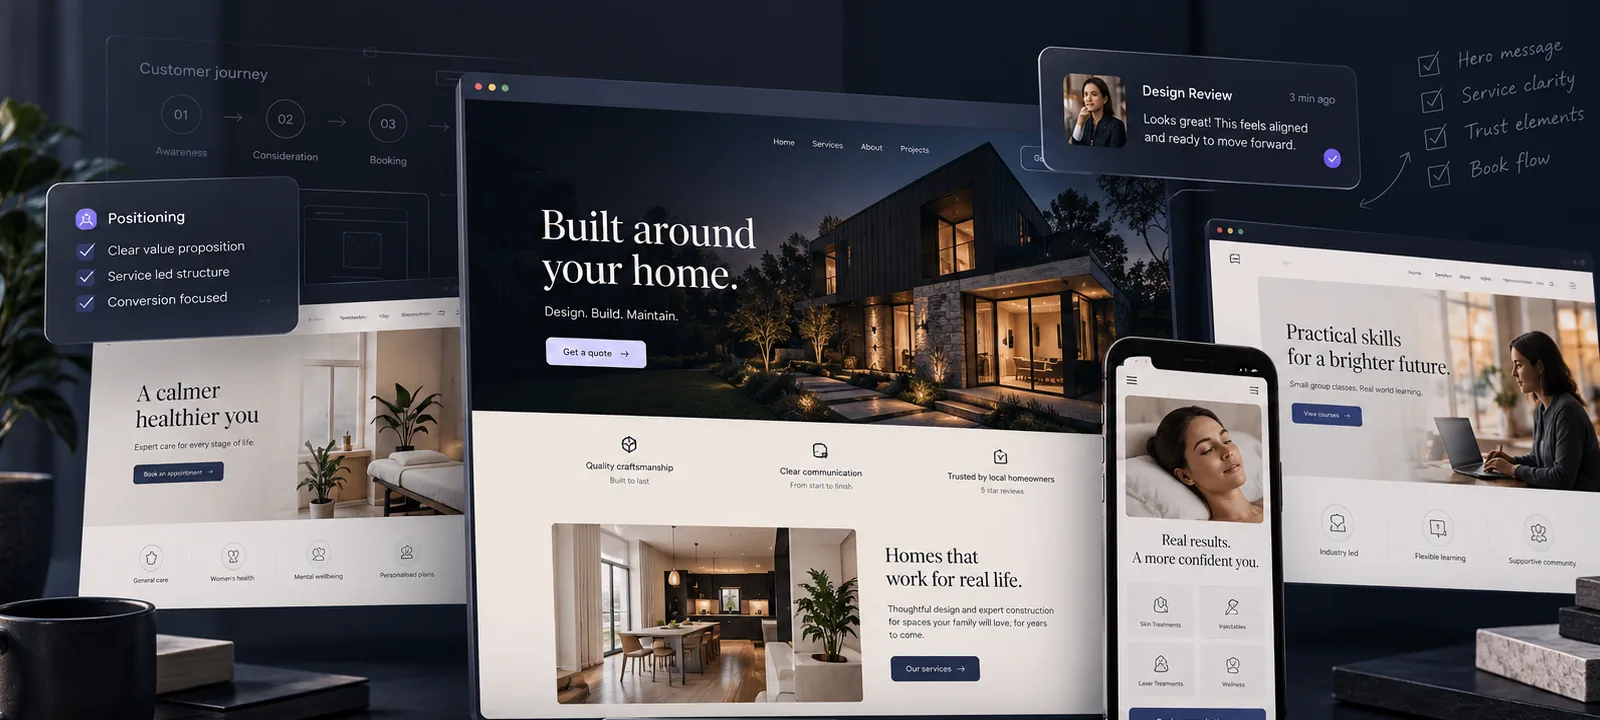 Customer journey
01
02
03
Awareness
Consideration
Booking
Positioning
Clear value proposition
Service led structure
Conversion focused
A calmer
healthier you
Expert care for every stage of life.
Book an appointment →
General care
Women's health
Mental wellbeing
Personalised plans
Home
Services
About
Projects
Ge
Built around
your home.
Design. Build. Maintain.
Get a quote →
Quality craftsmanship
Built to last
Clear communication
From start to finish
Trusted by local homeowners
5 star reviews
Homes that
work for real life.
Thoughtful design and expert construction
for spaces your family will love, for years
to come.
Our services →
Design Review
3 min ago
Looks great! This feels aligned
and ready to move forward.
Hero message
Service clarity
Trust elements
Book flow
Real results.
A more confident you.
Skin Treatments
Injectables
Laser Treatments
Wellness
Practical skills
for a brighter future.
Small group classes. Real world learning.
View courses →
Industry led
Flexible learning
Supportive community